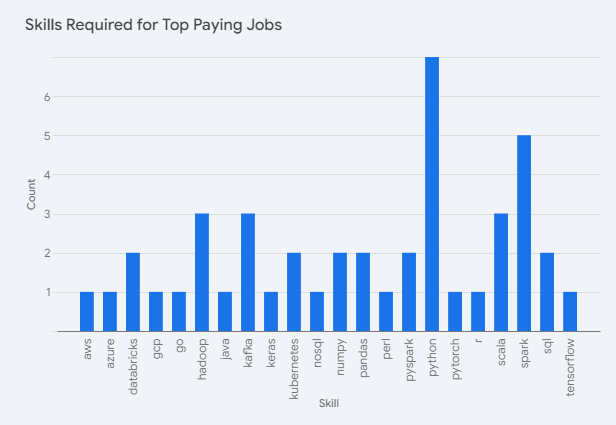 Skills Required for Top Paying Jobs
6
5
4
3
2
1
Count
aws
azure
databricks
gcp
go
hadoop
java
kafka
keras
kubernetes
nosql
numpy
pandas
perl
pyspark
python
pytorch
r
scala
spark
sql
tensorflow
Skill